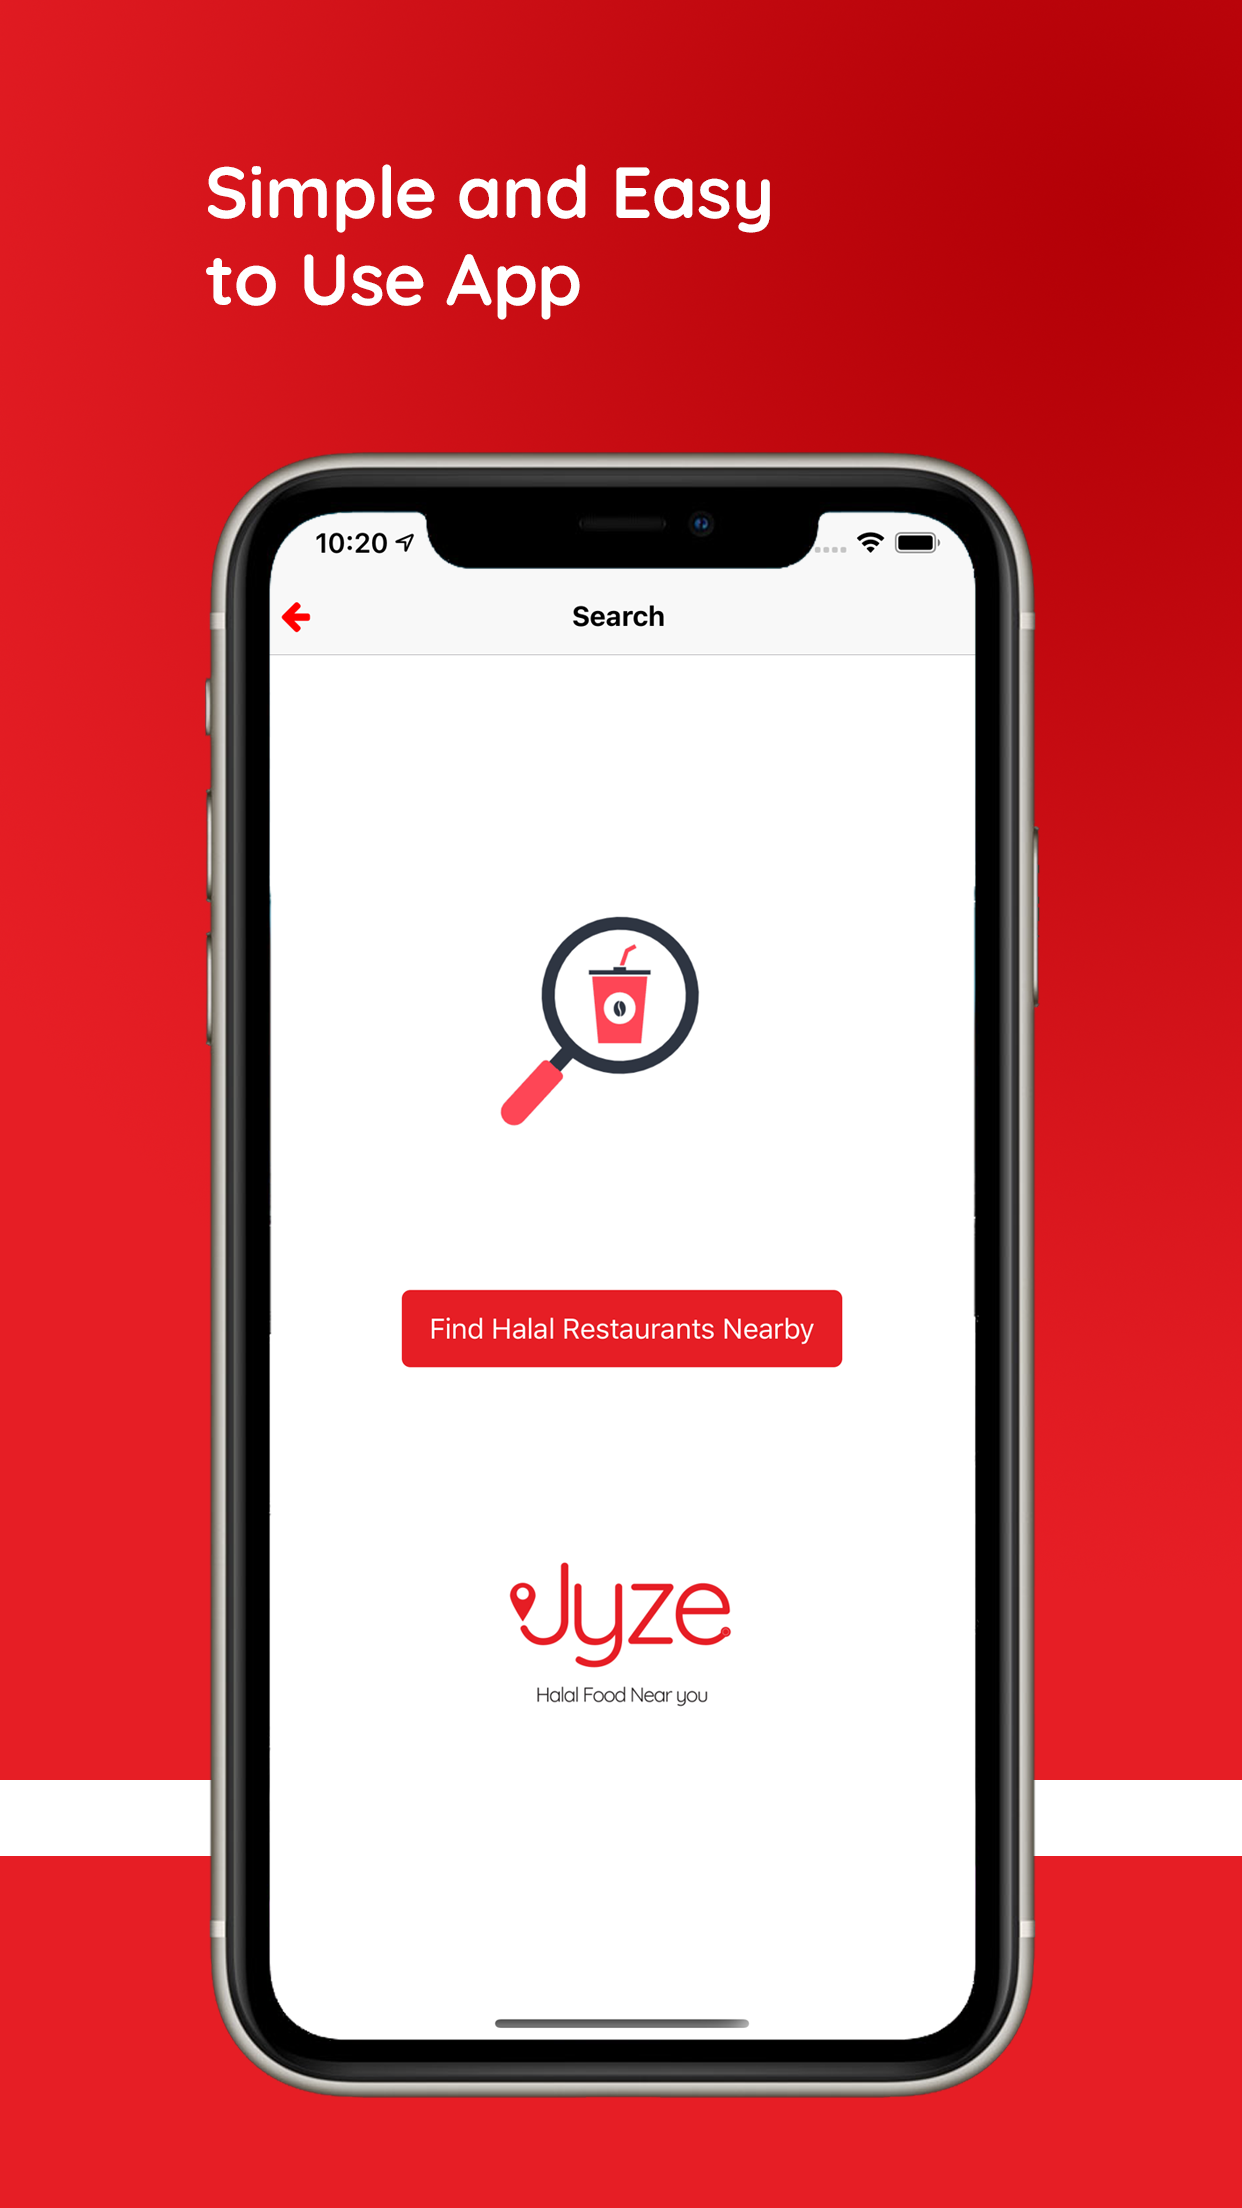 Simple and Easy
to Use App
10:20
Search
Find Halal Restaurants Nearby
Jyze
Halal Food Near you